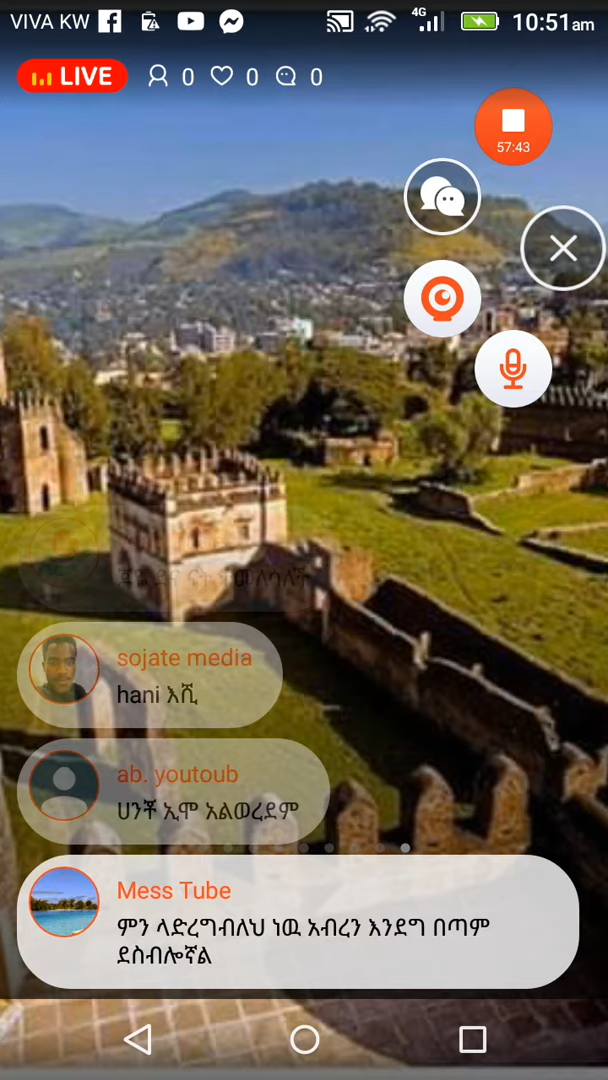 VIVA KW
4G
10:51am
LIVE
0
0
0
57:43
sojate media
hani እሺ
ab. youtoub
ሀንቾ ኢሞ አልወረደም
Mess Tube
ምን ላድረግብለህ ነዉ አብረን እንደግ በጣም
ደስብሎኛል